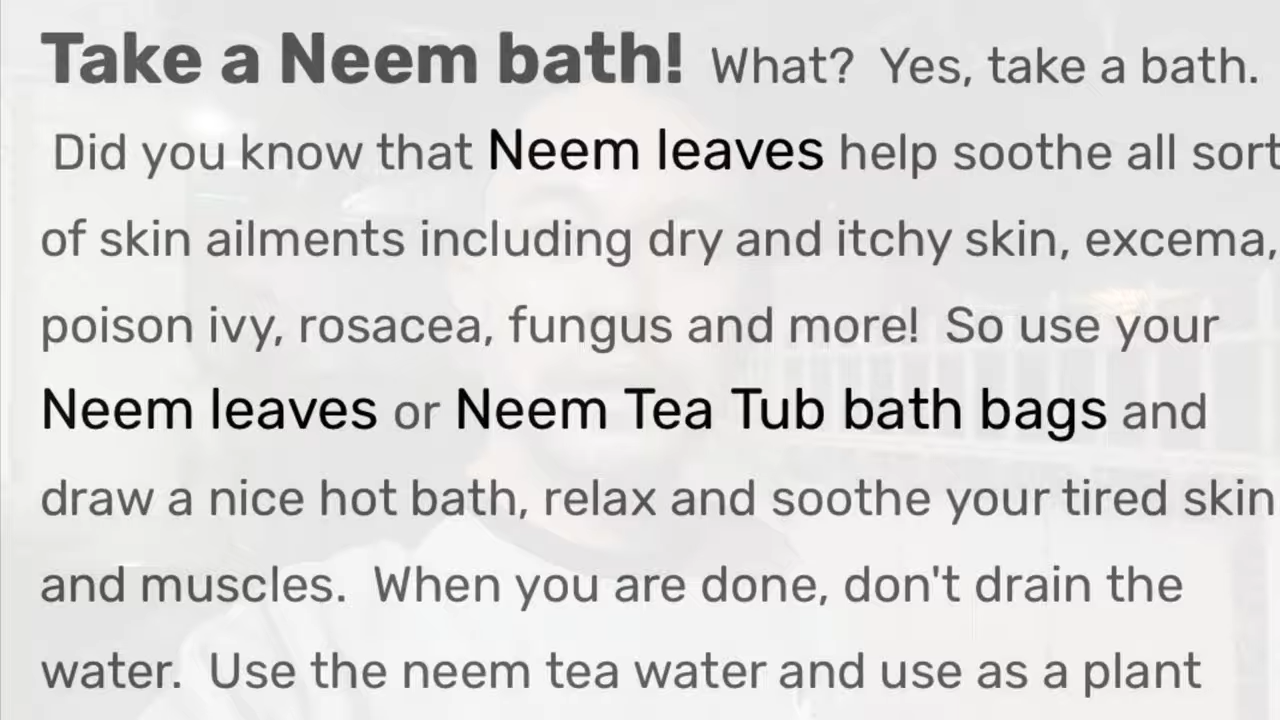 Take a Neem bath! What? Yes, take a bath.
Did you know that Neem leaves help soothe all sort
of skin ailments including dry and itchy skin, excema,
poison ivy, rosacea, fungus and more! So use your
Neem leaves or Neem Tea Tub bath bags and
draw a nice hot bath, relax and soothe your tired skin
and muscles. When you are done, don't drain the
water. Use the neem tea water and use as a plant